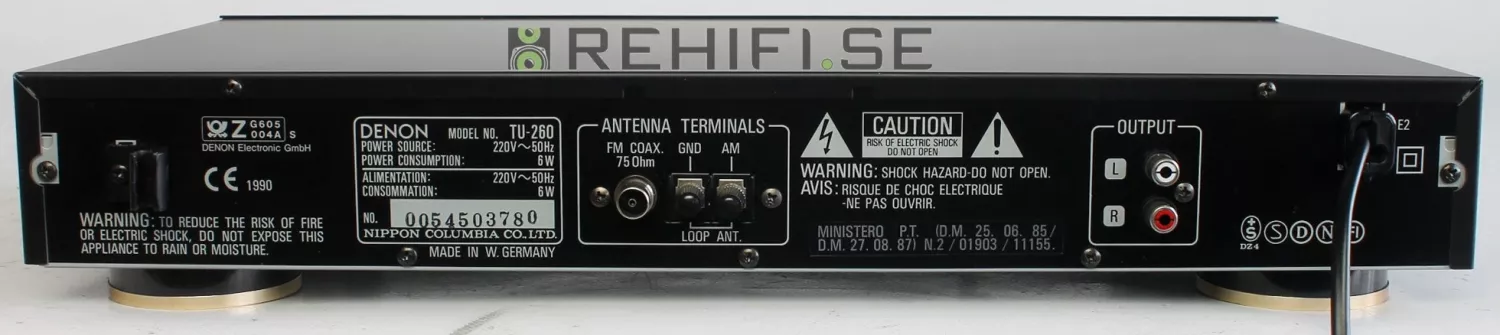 REHIFI.SE
Z G605
004A S
DENON Electronic GmbH
CE 1990
WARNING: TO REDUCE THE RISK OF FIRE
OR ELECTRIC SHOCK, DO NOT EXPOSE THIS
APPLIANCE TO RAIN OR MOISTURE.
DENON MODEL NO. TU-260
POWER SOURCE: 220V~50Hz
POWER CONSUMPTION: 6W
ALIMENTATION: 220V~50Hz
CONSOMMATION: 6W
NO. 0054503780
NIPPON COLUMBIA CO., LTD.
MADE IN W. GERMANY
ANTENNA TERMINALS
FM COAX. GND AM
75 Ohm
LOOP ANT.
CAUTION
RISK OF ELECTRIC SHOCK
DO NOT OPEN
WARNING: SHOCK HAZARD-DO NOT OPEN.
AVIS: RISQUE DE CHOC ELECTRIQUE
-NE PAS OUVRIR.
MINISTERO P.T. (D.M. 25. 06. 85/
D.M. 27. 08. 87) N.2 / 01903 / 11155.
OUTPUT
L
R
E2
S D N FI
DZ4